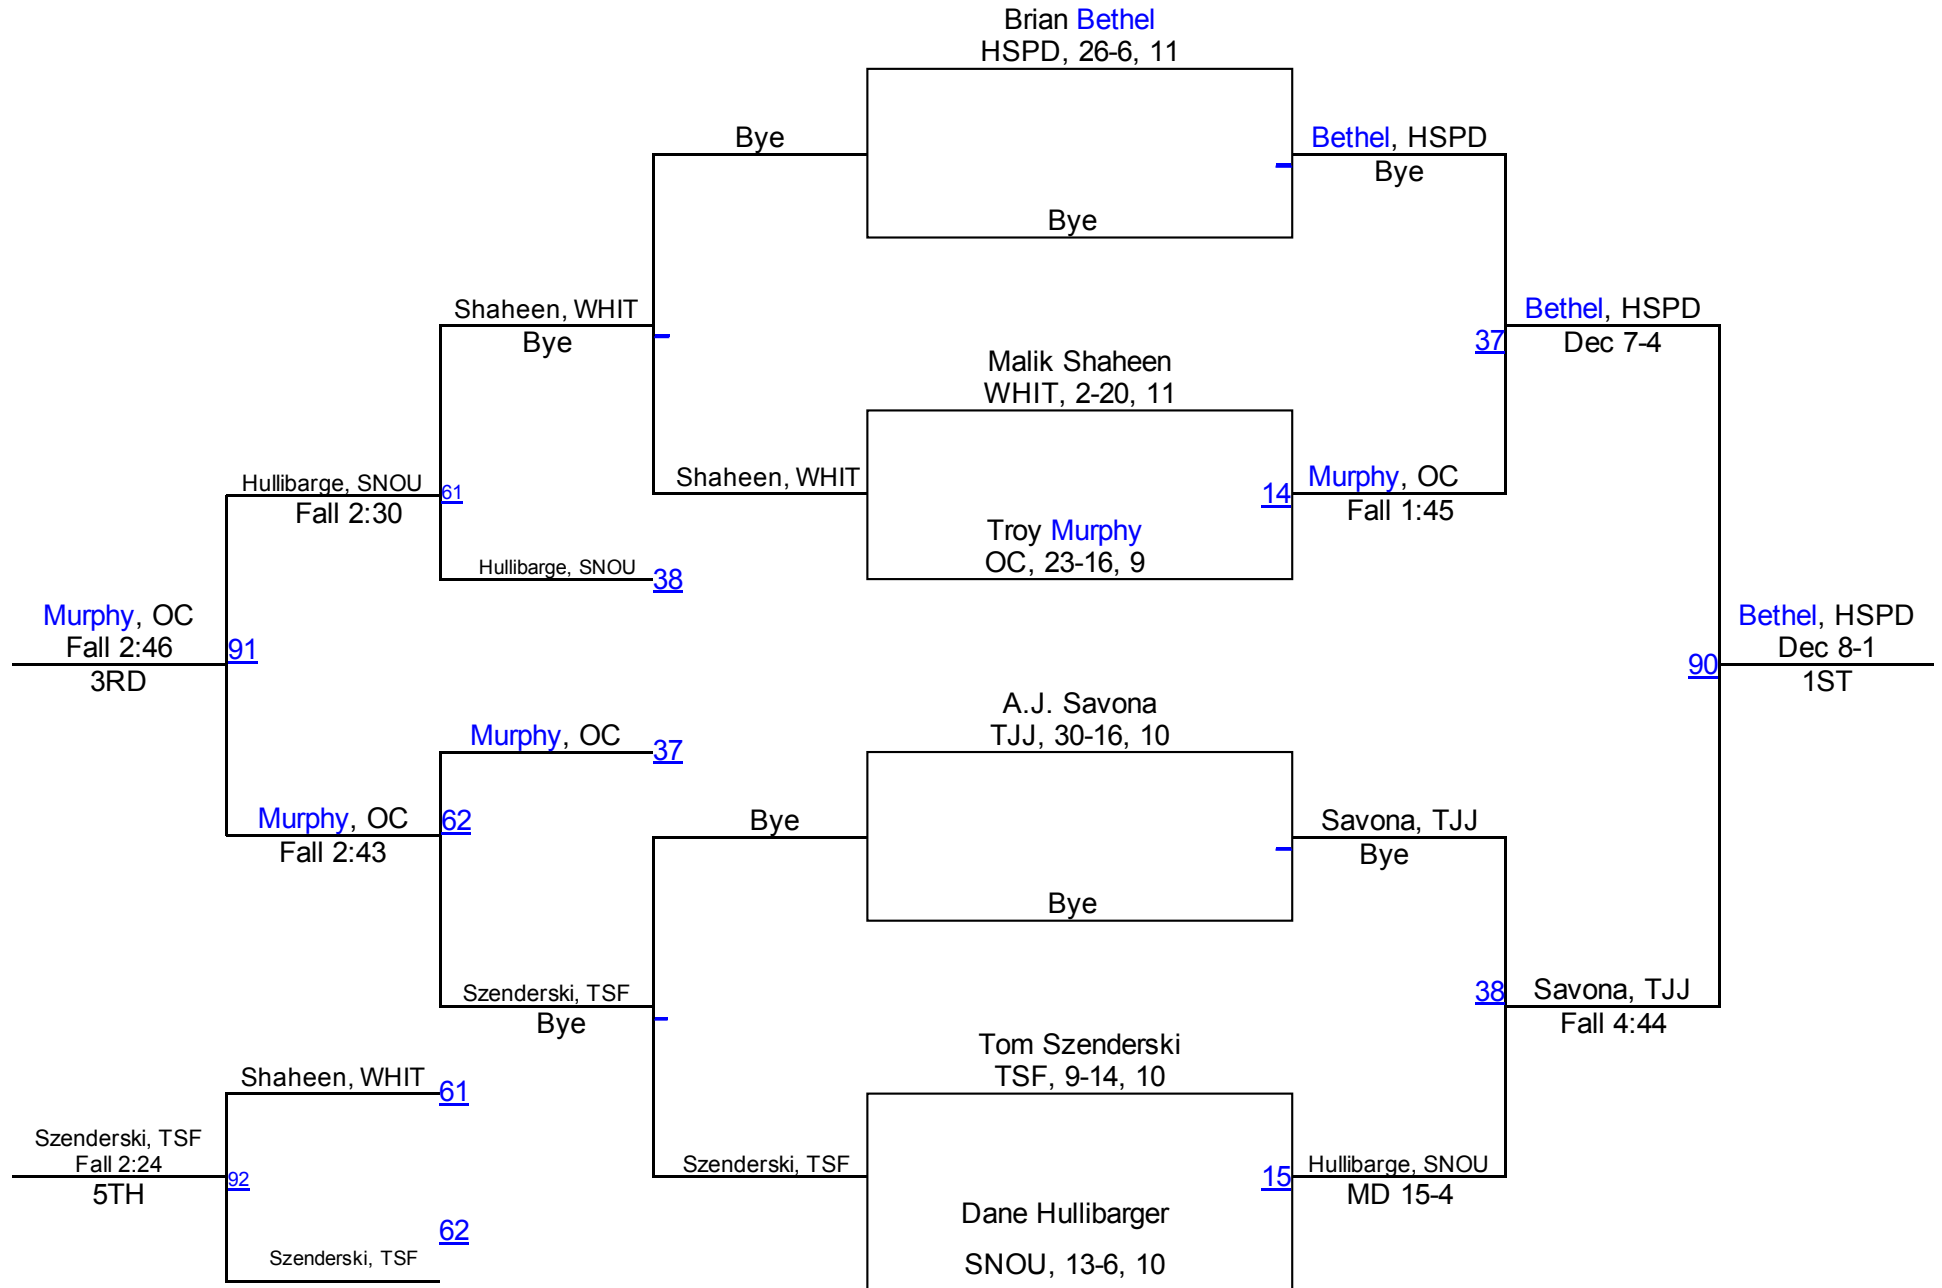 Brian Bethel
HSPD, 26-6, 11
Bye
Bethel, HSPD
Bye
Bye
Shaheen, WHIT
Bye
Bethel, HSPD
Dec 7-4
37
Malik Shaheen
WHIT, 2-20, 11
Hullibarge, SNOU
Fall 2:30
61
Shaheen, WHIT
14
Murphy, OC
Fall 1:45
Troy Murphy
OC, 23-16, 9
Hullibarge, SNOU
38
Murphy, OC
Fall 2:46
3RD
91
Bethel, HSPD
Dec 8-1
1ST
90
A.J. Savona
TJJ, 30-16, 10
Murphy, OC
37
Murphy, OC
Fall 2:43
62
Bye
Savona, TJJ
Bye
Bye
Szenderski, TSF
Bye
38
Savona, TJJ
Fall 4:44
Tom Szenderski
TSF, 9-14, 10
Shaheen, WHIT
61
Szenderski, TSF
Fall 2:24
5TH
92
Szenderski, TSF
15
Hullibarge, SNOU
MD 15-4
Dane Hullibarger
SNOU, 13-6, 10
62
Szenderski, TSF